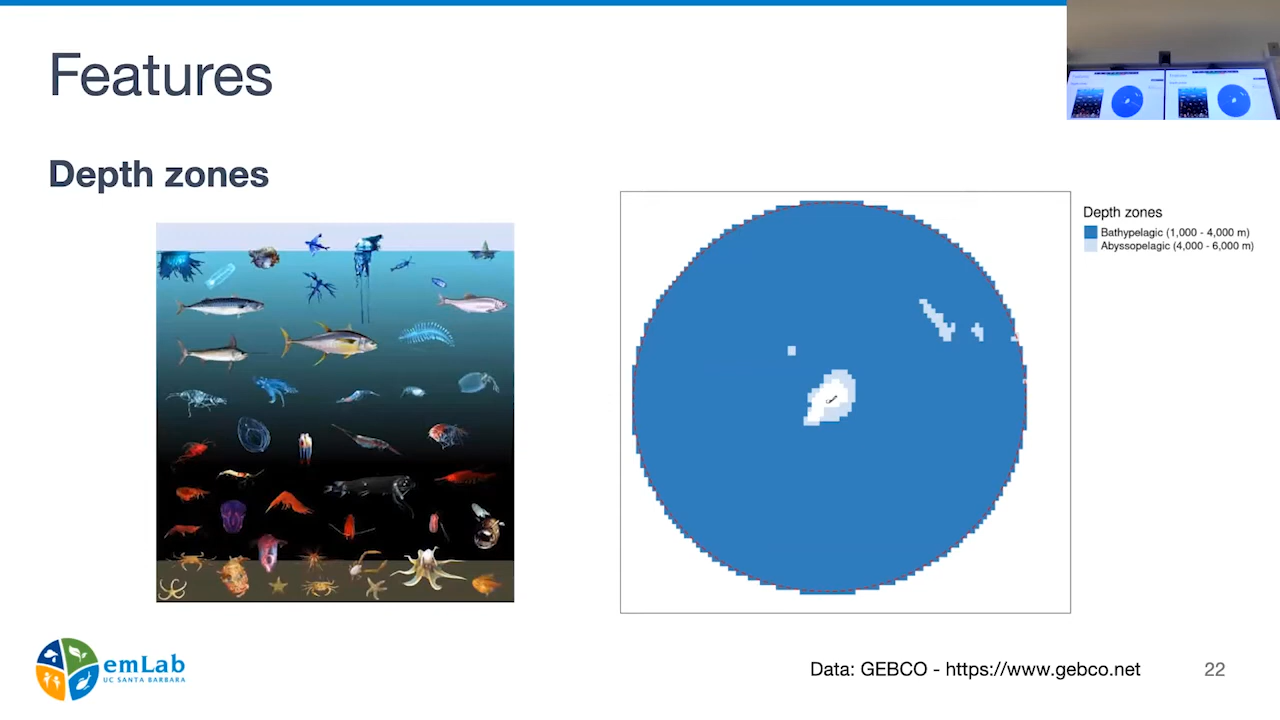 Features
Depth zones
Depth zones
Bathypelagic (1,000 - 4,000 m)
Abyssopelagic (4,000 - 6,000 m)
emLab
UC SANTA BARBARA
Data: GEBCO - https://www.gebco.net
22